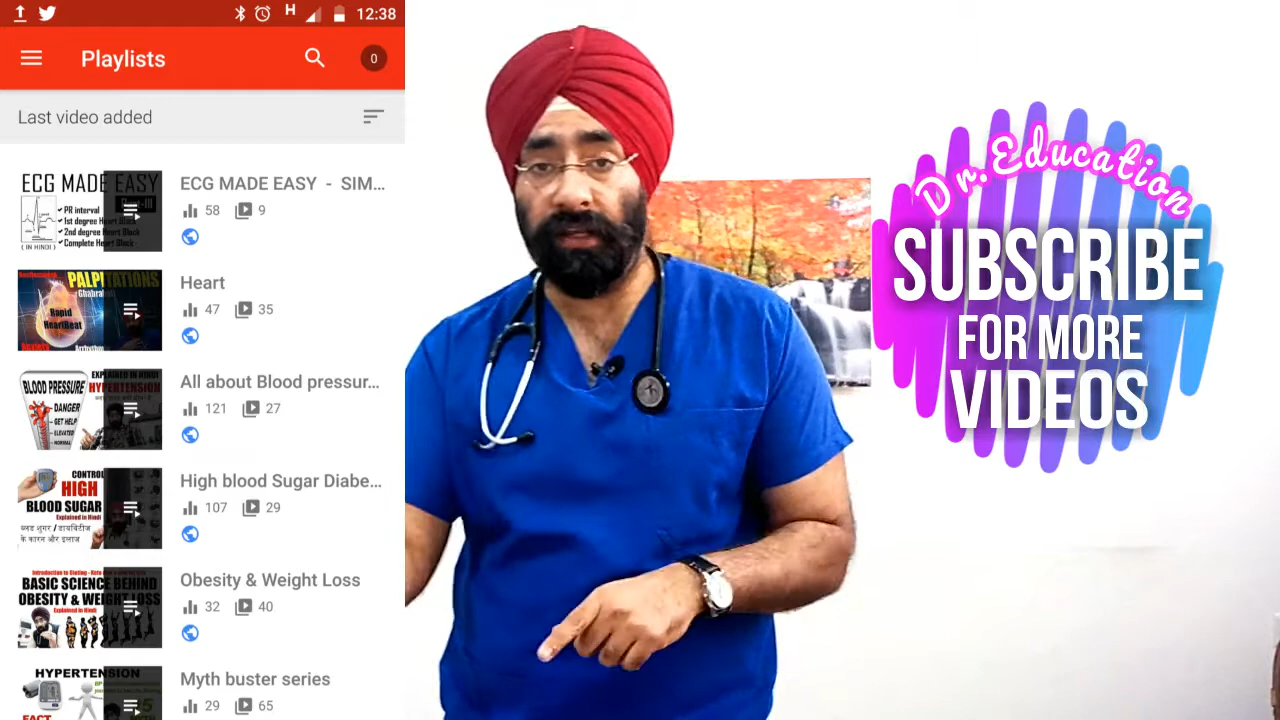 12:38
H
Playlists
0
Last video added
ECG MADE EASY
PR interval
1st degree Heart Block
2nd degree Heart Block
Complete Heart Block
( IN HINDI )
ECG MADE EASY - SIM...
58 9
PALPITATIONS
Rapid
HeartBeat
Anxiety
Heart
47 35
EXPLAINED IN HINDI
BLOOD PRESSURE
HYPERTENSION
DANGER
GET HELP
ELEVATED
NORMAL
All about Blood pressur...
121 27
CONTROL
HIGH
BLOOD SUGAR
Explained in Hindi
ब्लड शुगर / डायबिटीज
के कारन और इलाज
High blood Sugar Diabe...
107 29
BASIC SCIENCE BEHIND
OBESITY & WEIGHT LOSS
Explained in Hindi
Obesity & Weight Loss
32 40
HYPERTENSION
FACT
Myth buster series
29 65
Dr.Education
SUBSCRIBE
FOR MORE
VIDEOS